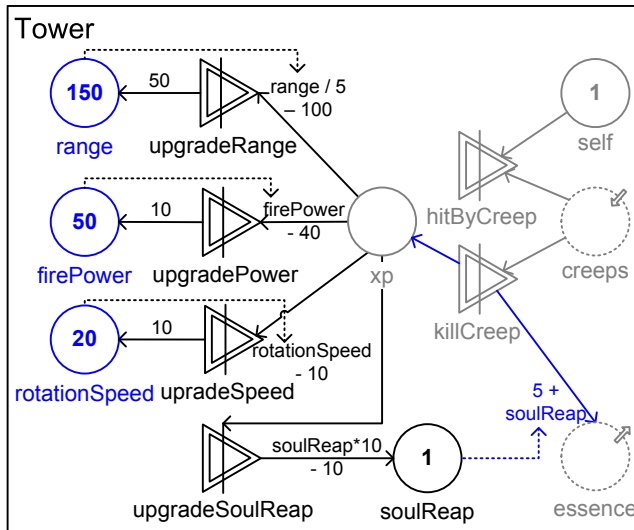 Tower
150
50
range / 5
– 100
range
upgradeRange
1
self
hitByCreep
50
10
firePower
- 40
firePower
upgradePower
xp
creeps
killCreep
20
10
rotationSpeed
- 10
rotationSpeed
upradeSpeed
5 +
soulReap
soulReap*10
- 10
1
upgradeSoulReap
soulReap
essence